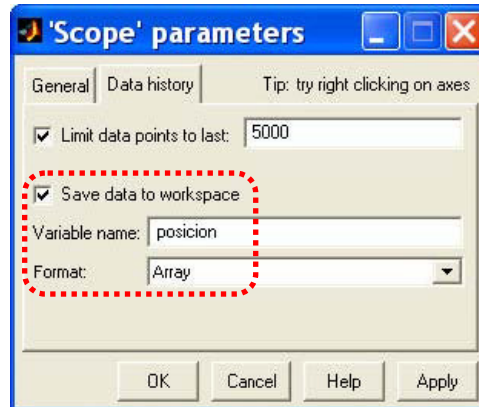 'Scope' parameters
General Data history Tip: try right clicking on axes
Limit data points to last: 5000
Save data to workspace
Variable name: posicion
Format: Array
OK Cancel Help Apply